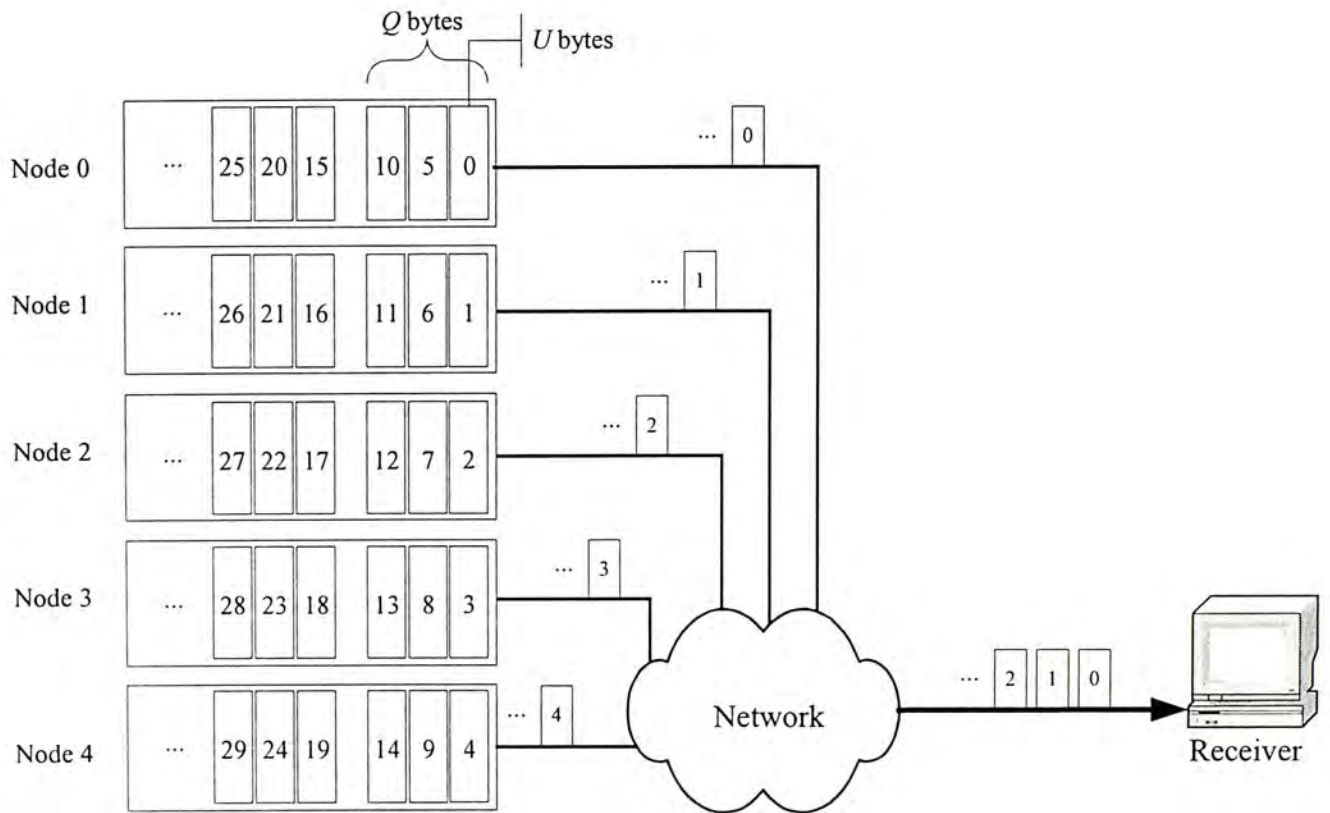 Q bytes
U bytes
Node 0
... 25 20 15 10 5 0
... 0
Node 1
... 26 21 16 11 6 1
... 1
Node 2
... 27 22 17 12 7 2
... 2
Node 3
... 28 23 18 13 8 3
... 3
Node 4
... 29 24 19 14 9 4
... 4
Network
... 2 1 0
Receiver